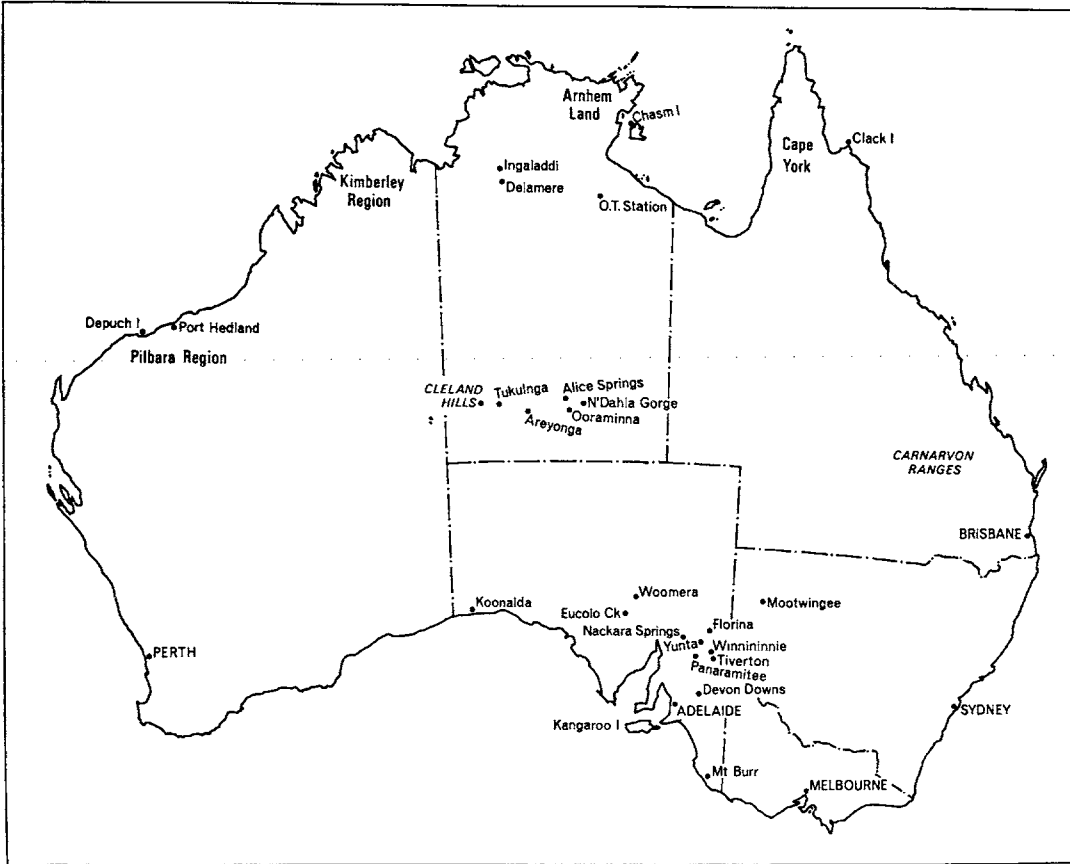 Arnhem
Land
Chasm I
Cape
York
Clack I
Ingaladdi
Delamere
Kimberley
Region
O.T. Station
Depuch I
Port Hedland
Pilbara Region
CLELAND
HILLS
Tukulnga
Alice Springs
N'Dahla Gorge
Ooraminna
Areyonga
CARNARVON
RANGES
BRISBANE
Koonalda
Woomera
Eucolo Ck
Mootwingee
Nackara Springs
Florina
Yunta
Winnininnie
Tiverton
Panaramitee
PERTH
Devon Downs
ADELAIDE
SYDNEY
Kangaroo I
Mt Burr
MELBOURNE